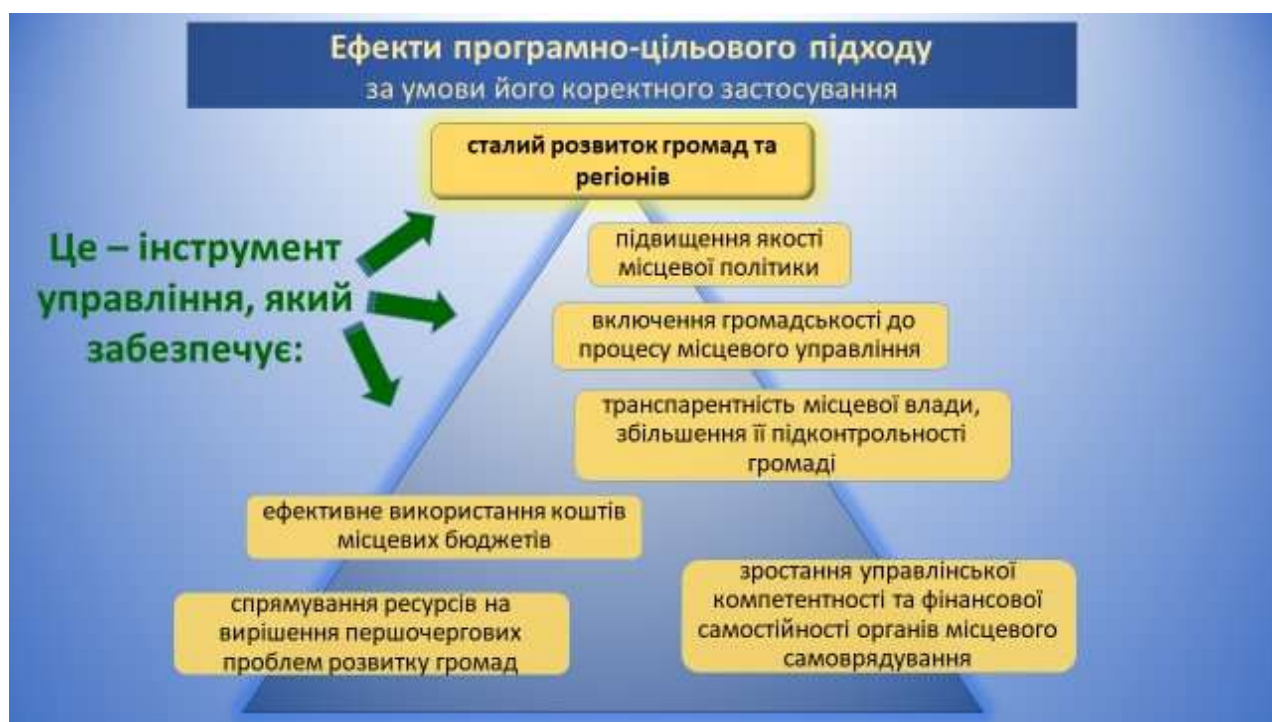 Ефекти програмно-цільового підходу
за умови його коректного застосування
сталий розвиток громад та
регіонів
Це – інструмент
управління, який
забезпечує:
підвищення якості
місцевої політики
включення громадськості до
процесу місцевого управління
транспарентність місцевої влади,
збільшення її підконтрольності
громаді
ефективне використання коштів
місцевих бюджетів
спрямування ресурсів на
вирішення першочергових
проблем розвитку громад
зростання управлінської
компетентності та фінансової
самостійності органів місцевого
самоврядування